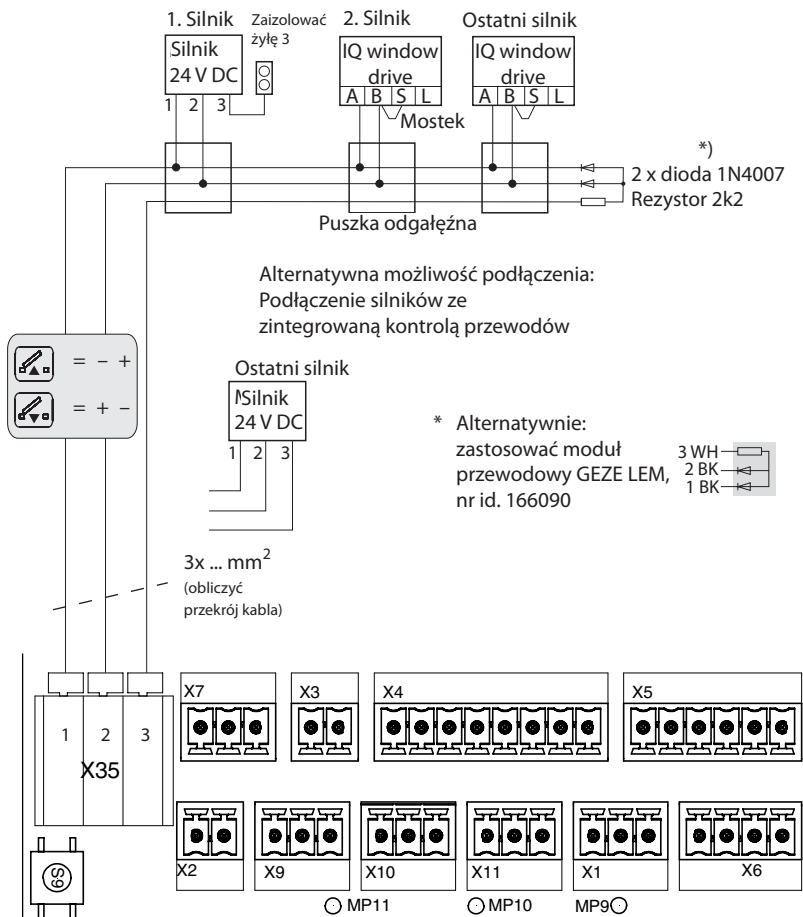 1. Silnik
Zaizolować
żyłę 3
2. Silnik
Ostatni silnik
Silnik
24 V DC
1 2 3
IQ window
drive
A B S L
IQ window
drive
A B S L
Mostek
*)
2 x dioda 1N4007
Rezystor 2k2
Puszka odgałęźna
Alternatywna możliwość podłączenia:
Podłączenie silników ze
zintegrowaną kontrolą przewodów
= – +
= + –
Ostatni silnik
Silnik
24 V DC
1 2 3
* Alternatywnie:
zastosować moduł
przewodowy GEZE LEM,
nr id. 166090
3 WH
2 BK
1 BK
3x ... mm²
(obliczyć
przekrój kabla)
X7
X3
X4
X5
1 2 3
X35
X2
X9
X10
X11
X1
X6
S9
MP11
MP10
MP9